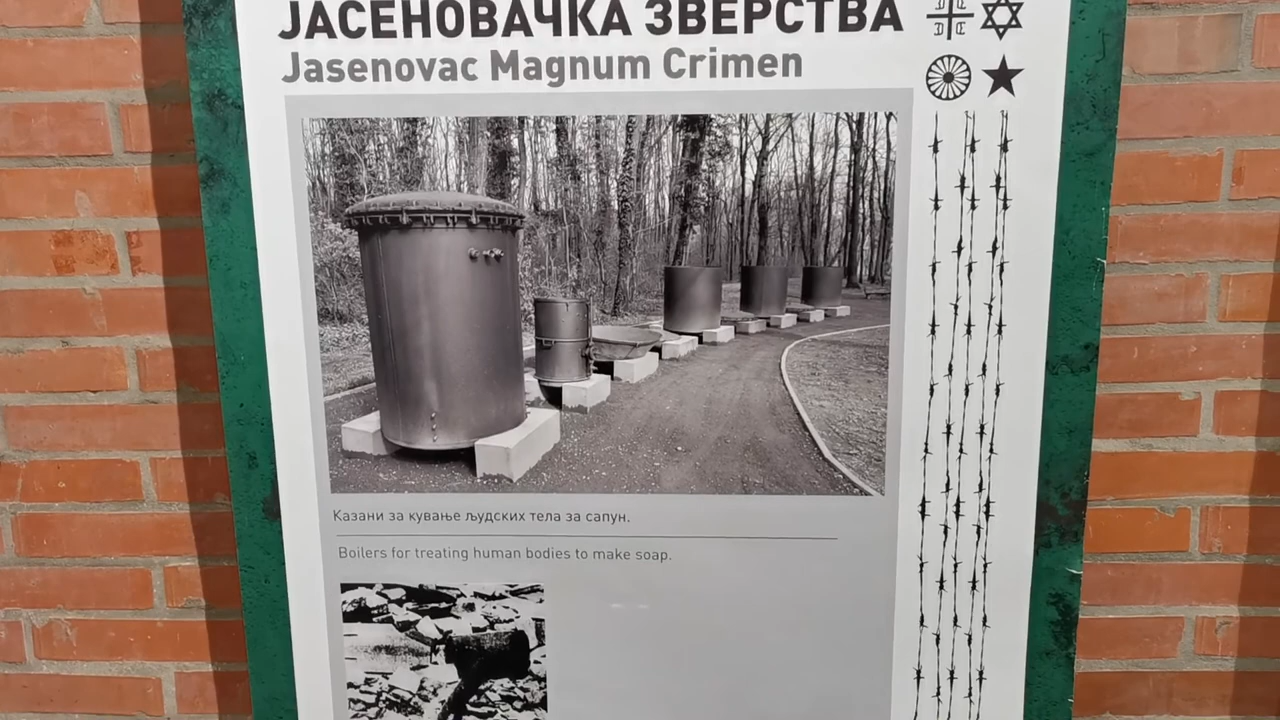 ЈАСЕНОВАЧКА ЗВЕРСТВА
Jasenovac Magnum Crimen
Казани за кување људских тела за сапун.
Boilers for treating human bodies to make soap.